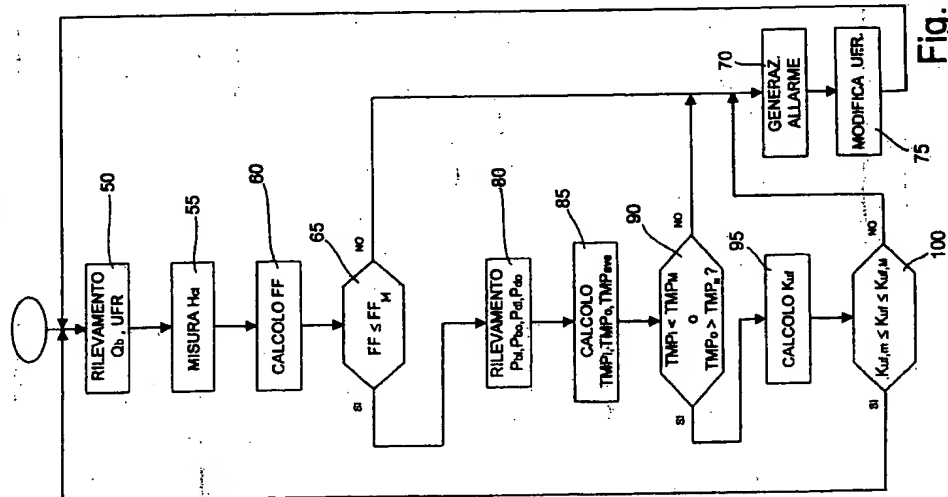 50
RILEVAMENTO
Qb, UFR
55
MISURA Hci
60
CALCOLO FF
65
FF ≤ FFM
NO
SI
80
RILEVAMENTO
Pbi, Pbo, Pdi, Pdo
85
CALCOLO
TMPi, TMPo, TMPave
90
TMPi < TMPM
O
TMPo > TMPn?
NO
SI
95
CALCOLO Kuf
100
Kuf,m ≤ Kuf ≤ Kuf,M
NO
SI
70
GENERAZ.
ALLARME
MODIFICA UFR.
75
Fig.